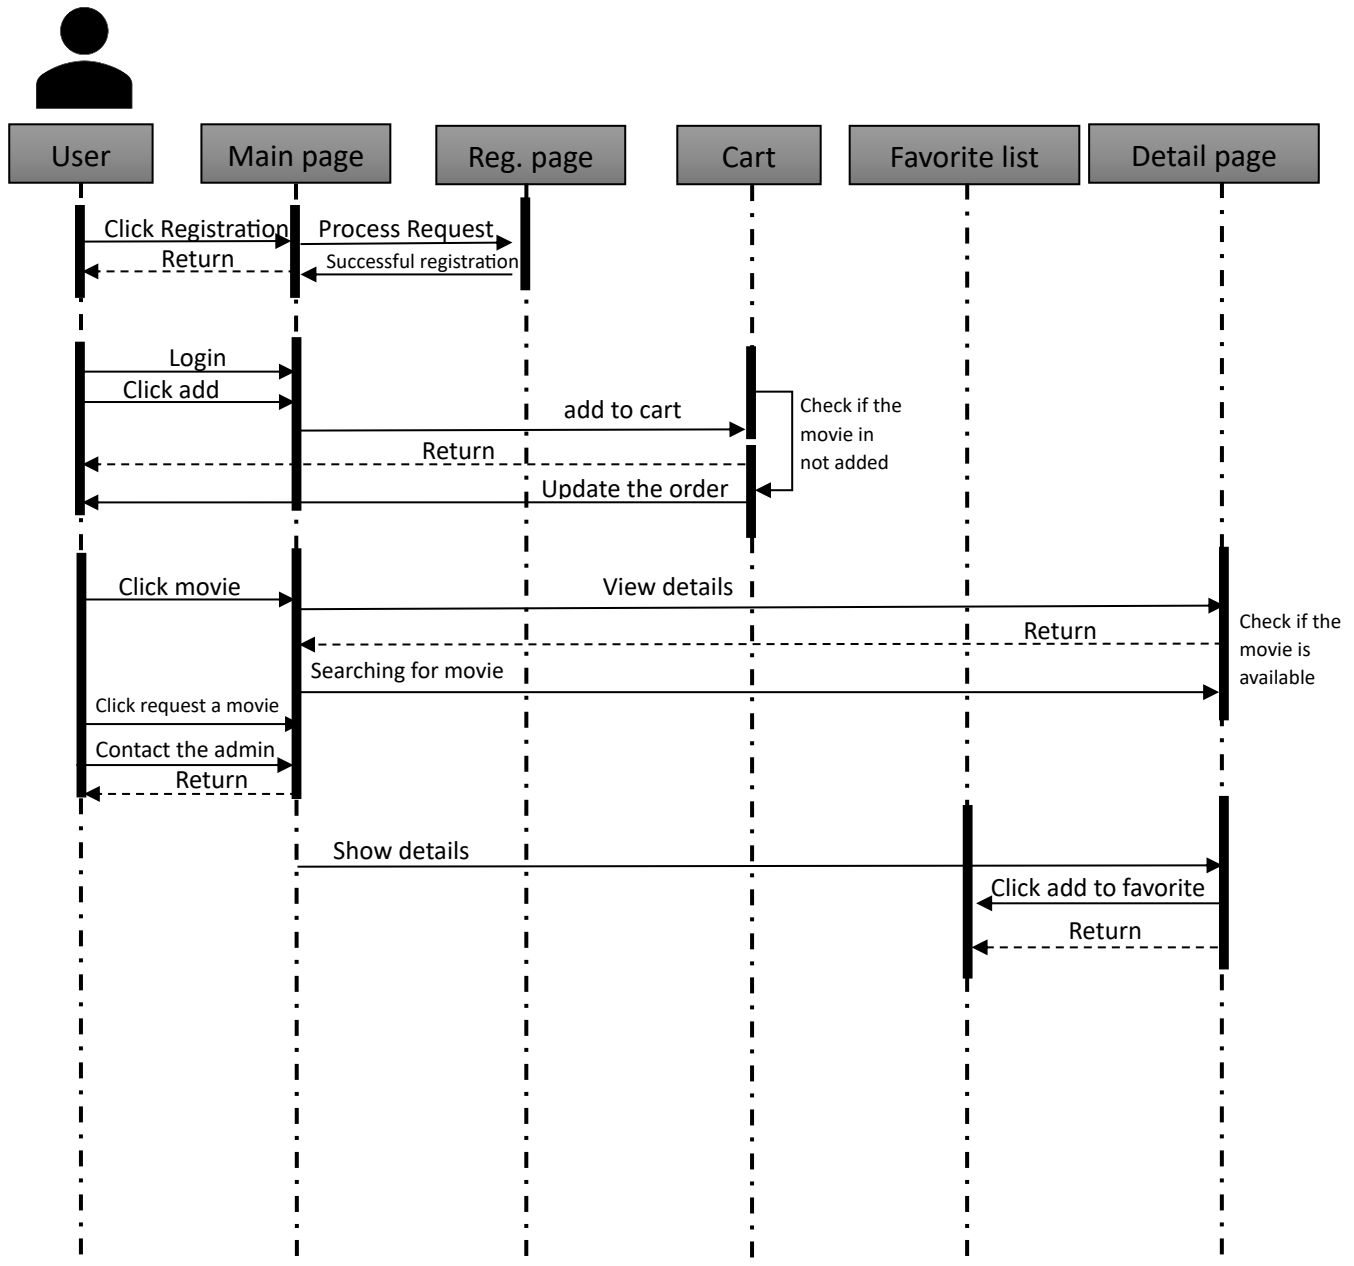 User
Main page
Reg. page
Cart
Favorite list
Detail page
Click Registration
Process Request
Return
Successful registration
Login
Click add
add to cart
Check if the
movie in
not added
Return
Update the order
Click movie
View details
Return
Check if the
movie is
available
Searching for movie
Click request a movie
Contact the admin
Return
Show details
Click add to favorite
Return